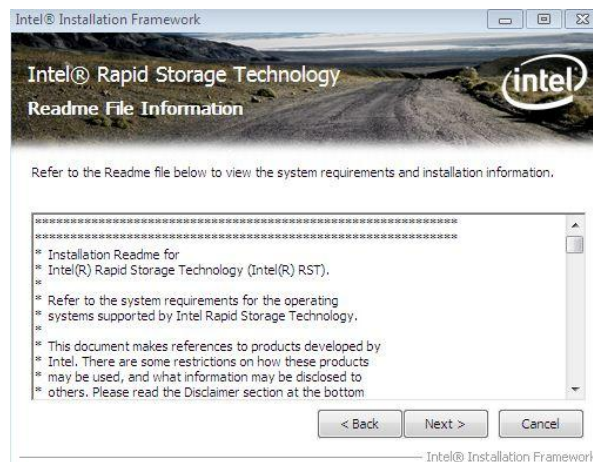 Intel® Installation Framework
Intel® Rapid Storage Technology
Readme File Information
(intel)
Refer to the Readme file below to view the system requirements and installation information.
************************************************************
************************************************************
* Installation Readme for
* Intel(R) Rapid Storage Technology (Intel(R) RST).
*
* Refer to the system requirements for the operating
* systems supported by Intel Rapid Storage Technology.
*
* This document makes references to products developed by
* Intel. There are some restrictions on how these products
* may be used, and what information may be disclosed to
* others. Please read the Disclaimer section at the bottom
< Back Next > Cancel
Intel® Installation Framework